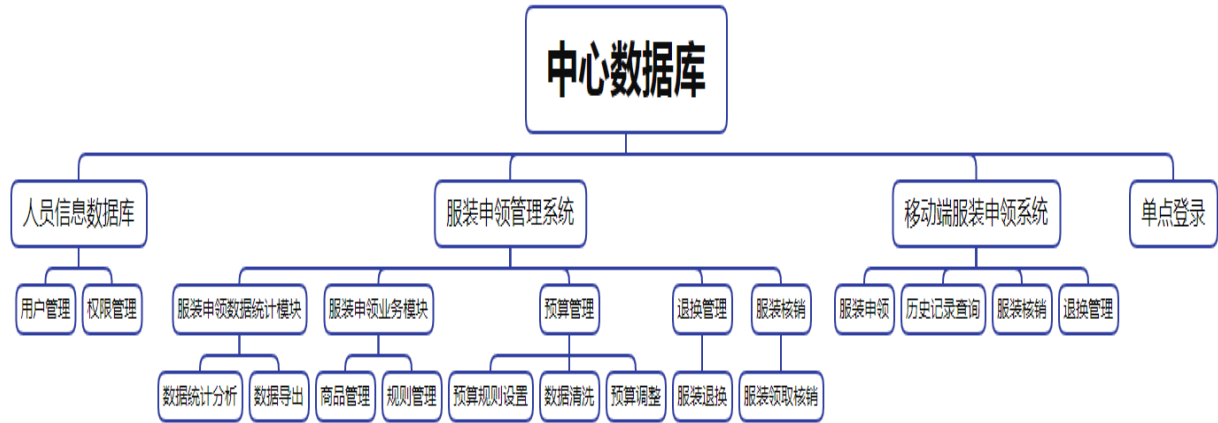 中心数据库
人员信息数据库
服装申领管理系统
移动端服装申领系统
单点登录
用户管理
权限管理
服装申领数据统计模块
服装申领业务模块
预算管理
退换管理
服装核销
服装申领
历史记录查询
服装核销
退换管理
数据统计分析
数据导出
商品管理
规则管理
预算规则设置
数据清洗
预算调整
服装退换
服装领取核销